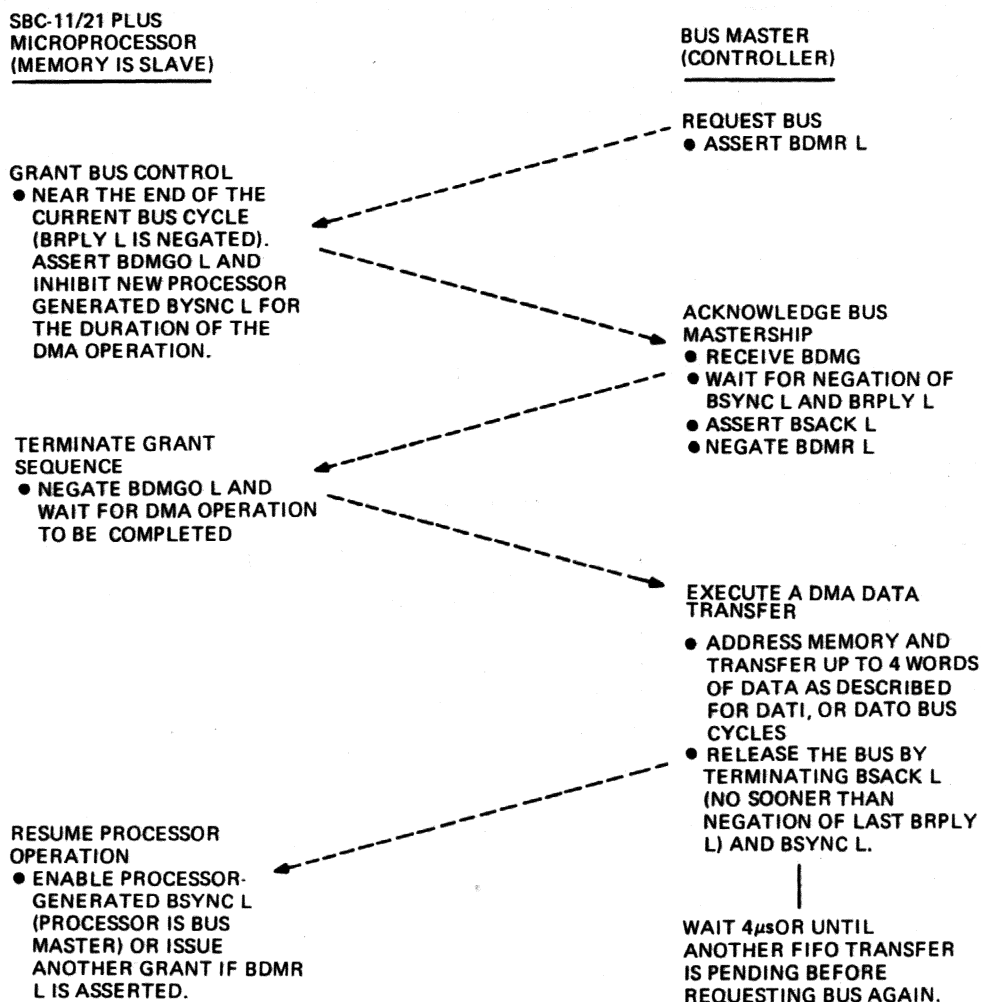 SBC-11/21 PLUS
MICROPROCESSOR
(MEMORY IS SLAVE)
BUS MASTER
(CONTROLLER)
REQUEST BUS
● ASSERT BDMR L
GRANT BUS CONTROL
● NEAR THE END OF THE
CURRENT BUS CYCLE
(BRPLY L IS NEGATED).
ASSERT BDMGO L AND
INHIBIT NEW PROCESSOR
GENERATED BYSNC L FOR
THE DURATION OF THE
DMA OPERATION.
ACKNOWLEDGE BUS
MASTERSHIP
● RECEIVE BDMG
● WAIT FOR NEGATION OF
BSYNC L AND BRPLY L
● ASSERT BSACK L
● NEGATE BDMR L
TERMINATE GRANT
SEQUENCE
● NEGATE BDMGO L AND
WAIT FOR DMA OPERATION
TO BE COMPLETED
EXECUTE A DMA DATA
TRANSFER
● ADDRESS MEMORY AND
TRANSFER UP TO 4 WORDS
OF DATA AS DESCRIBED
FOR DATI, OR DATO BUS
CYCLES
● RELEASE THE BUS BY
TERMINATING BSACK L
(NO SOONER THAN
NEGATION OF LAST BRPLY
L) AND BSYNC L.
RESUME PROCESSOR
OPERATION
● ENABLE PROCESSOR-
GENERATED BSYNC L
(PROCESSOR IS BUS
MASTER) OR ISSUE
ANOTHER GRANT IF BDMR
L IS ASSERTED.
WAIT 4μs OR UNTIL
ANOTHER FIFO TRANSFER
IS PENDING BEFORE
REQUESTING BUS AGAIN.